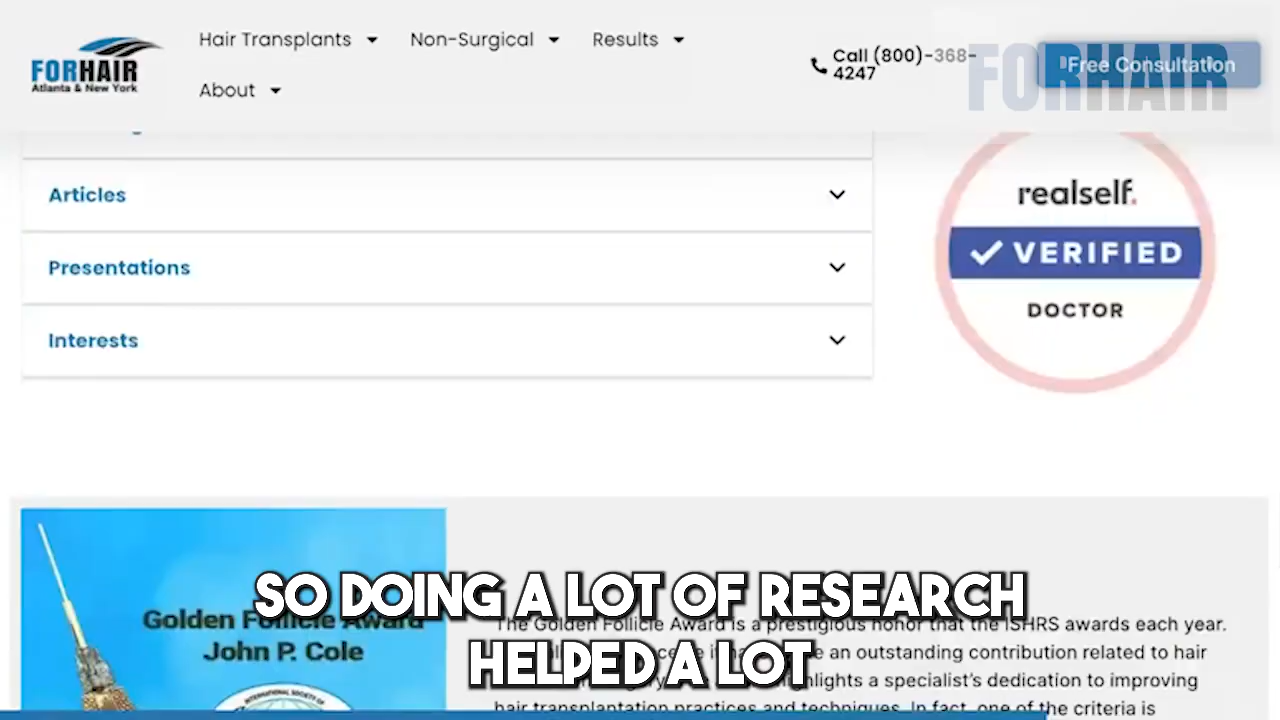 FORHAIR
Atlanta & New York
Hair Transplants
Non-Surgical
Results
About
Call (800)-368-
4247
Free Consultation
FORHAIR
Articles
Presentations
Interests
realself.
VERIFIED
DOCTOR
Golden Follicle Award
John P. Cole
INTERNATIONAL SOCIETY OF
The Golden Follicle Award is a prestigious honor that the ISHRS awards each year.
an outstanding contribution related to hair
highlights a specialist's dedication to improving
hair transplantation practices and techniques. In fact, one of the criteria is
SO DOING A LOT OF RESEARCH
HELPED A LOT